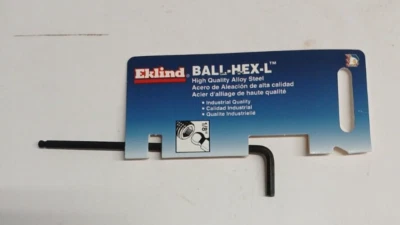 Eklind BALL-HEX-L™
High Quality Alloy Steel
Acero de Aleación de alta calidad
Acier d'alliage de haute qualité
• Industrial Quality
• Calidad Industrial
• Qualité Industrielle